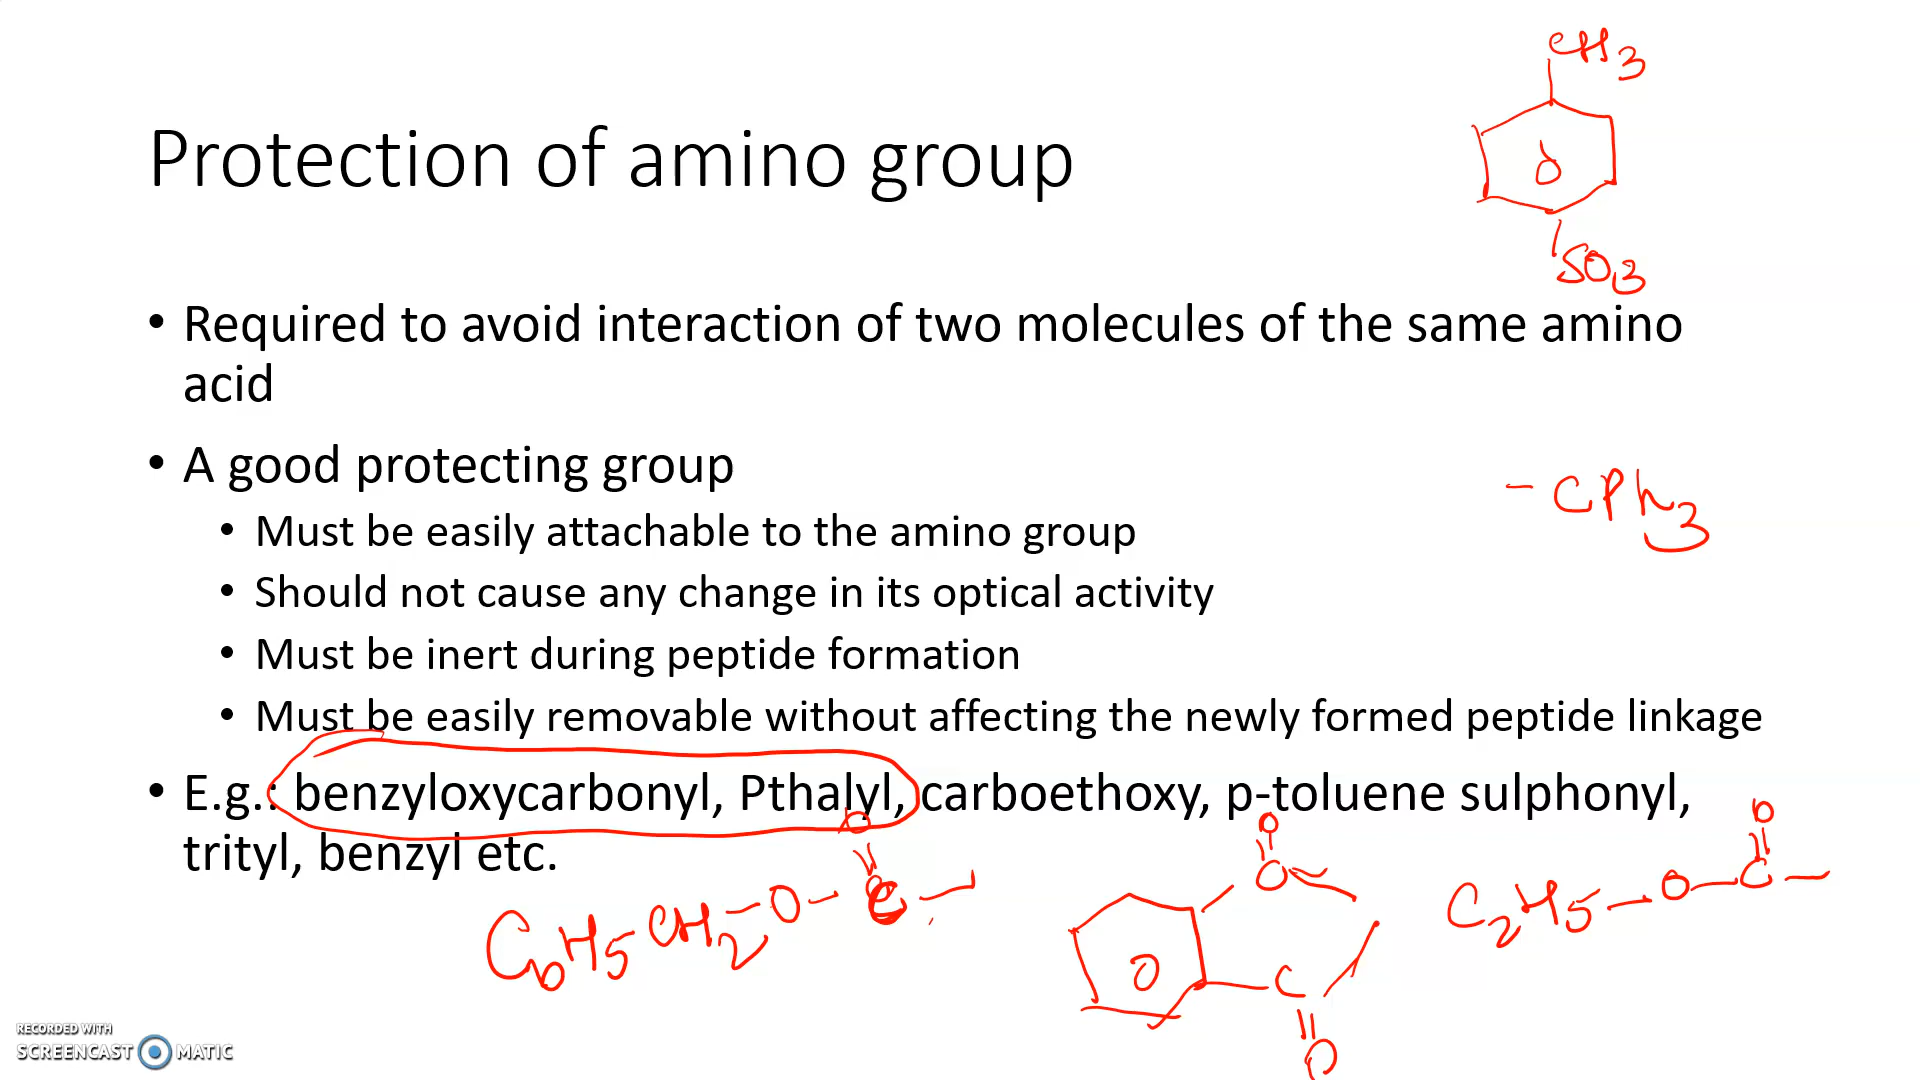 CH3
Protection of amino group
SO3
• Required to avoid interaction of two molecules of the same amino
acid
• A good protecting group
– CPh3
• Must be easily attachable to the amino group
• Should not cause any change in its optical activity
• Must be inert during peptide formation
• Must be easily removable without affecting the newly formed peptide linkage
• E.g.: benzyloxycarbonyl, Pthalyl, carboethoxy, p-toluene sulphonyl,
trityl, benzyl etc.
O
O
O
C6H5CH2–O–C–
C
C2H5–O–C–
C
O
RECORDED WITH
SCREENCAST MATIC